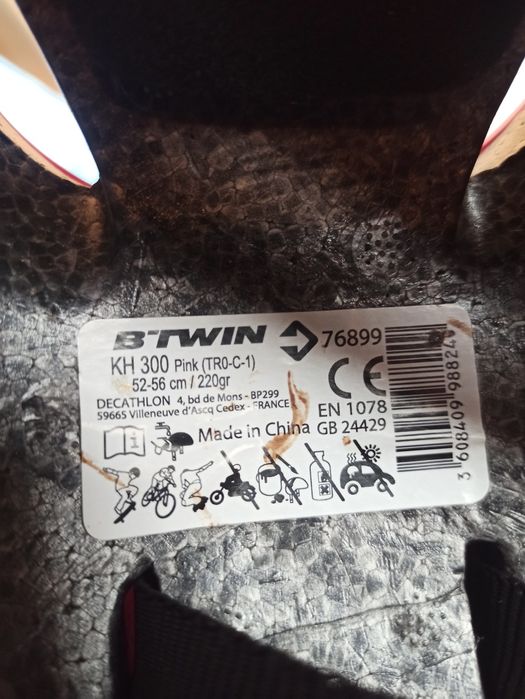 B'TWIN 76899
KH 300 Pink (TR0-C-1)
52-56 cm / 220gr
CE
DECATHLON 4, bd de Mons - BP299
59665 Villeneuve d'Ascq Cedex - FRANCE
EN 1078
Made in China GB 24429
3 608409 98824